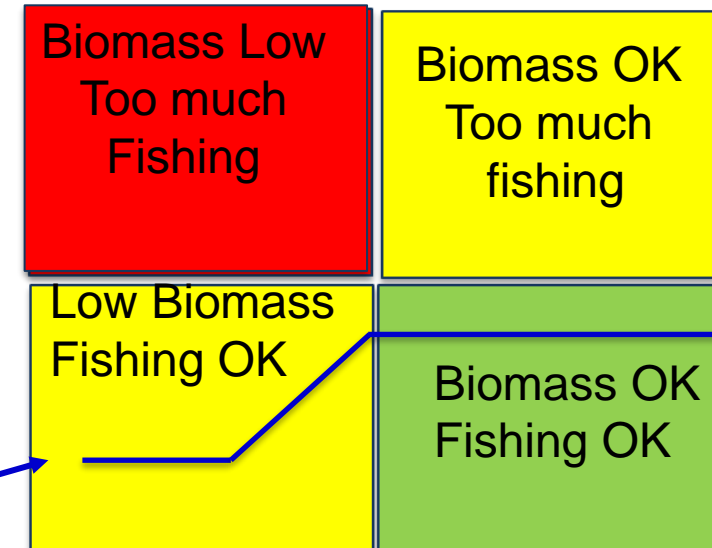 Biomass Low
Too much
Fishing
Biomass OK
Too much
fishing
Low Biomass
Fishing OK
Biomass OK
Fishing OK